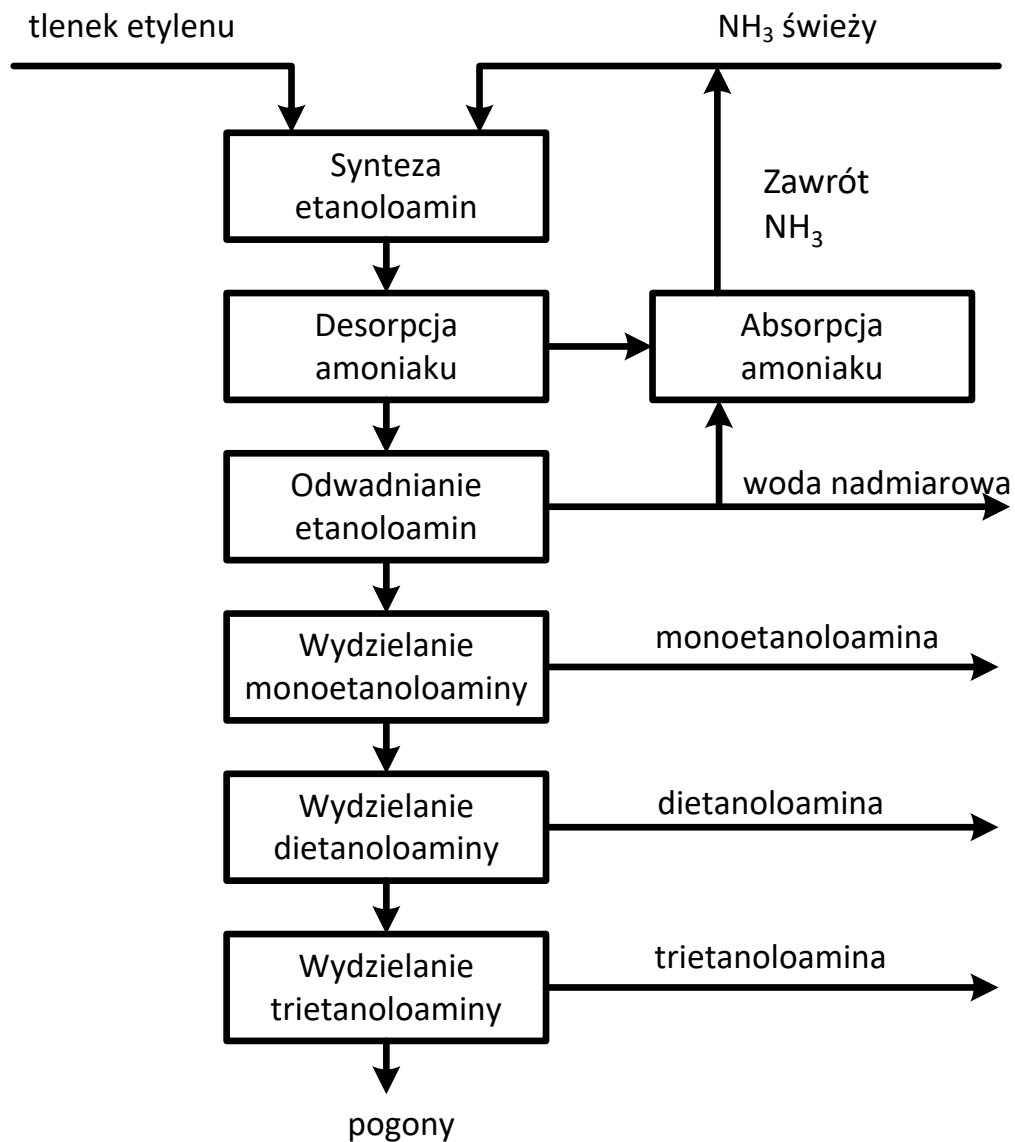 tlenek etylenu
NH₃ świeży
Synteza
etanoloamin
Zawrót
NH₃
Desorpcja
amoniaku
Absorpcja
amoniaku
Odwadnianie
etanoloamin
woda nadmiarowa
Wydzielanie
monoetanoloaminy
monoetanoloamina
Wydzielanie
dietanoloaminy
dietanoloamina
Wydzielanie
trietanoloaminy
trietanoloamina
pogony